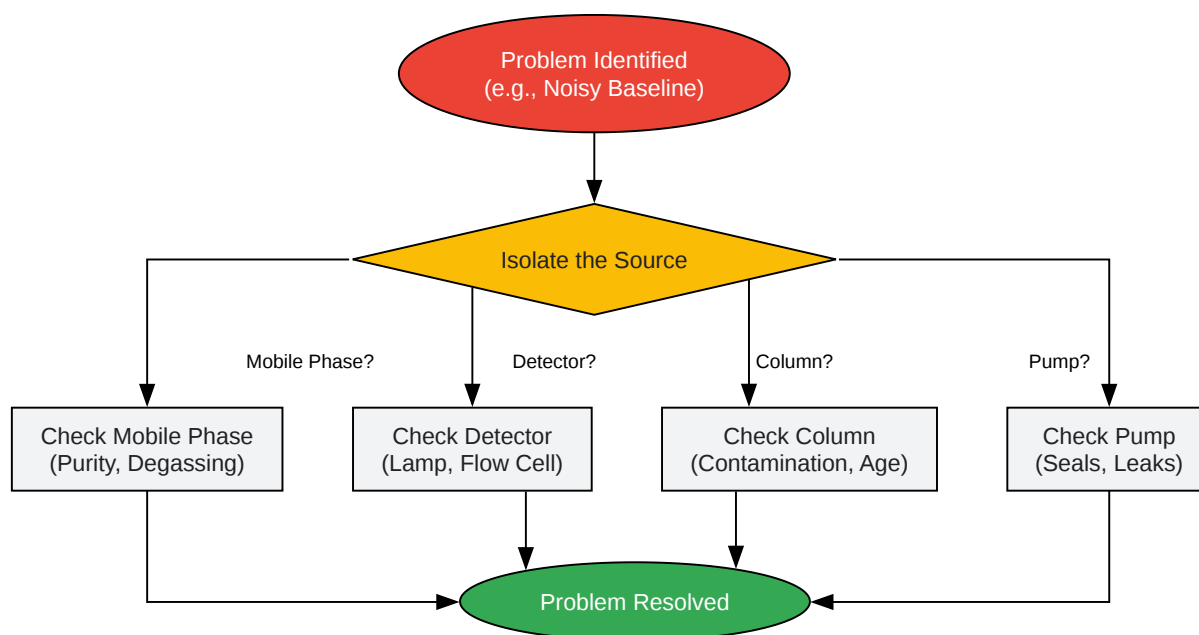 Problem Identified
(e.g., Noisy Baseline)
Isolate the Source
Mobile Phase?
Detector?
Column?
Pump?
Check Mobile Phase
(Purity, Degassing)
Check Detector
(Lamp, Flow Cell)
Check Column
(Contamination, Age)
Check Pump
(Seals, Leaks)
Problem Resolved